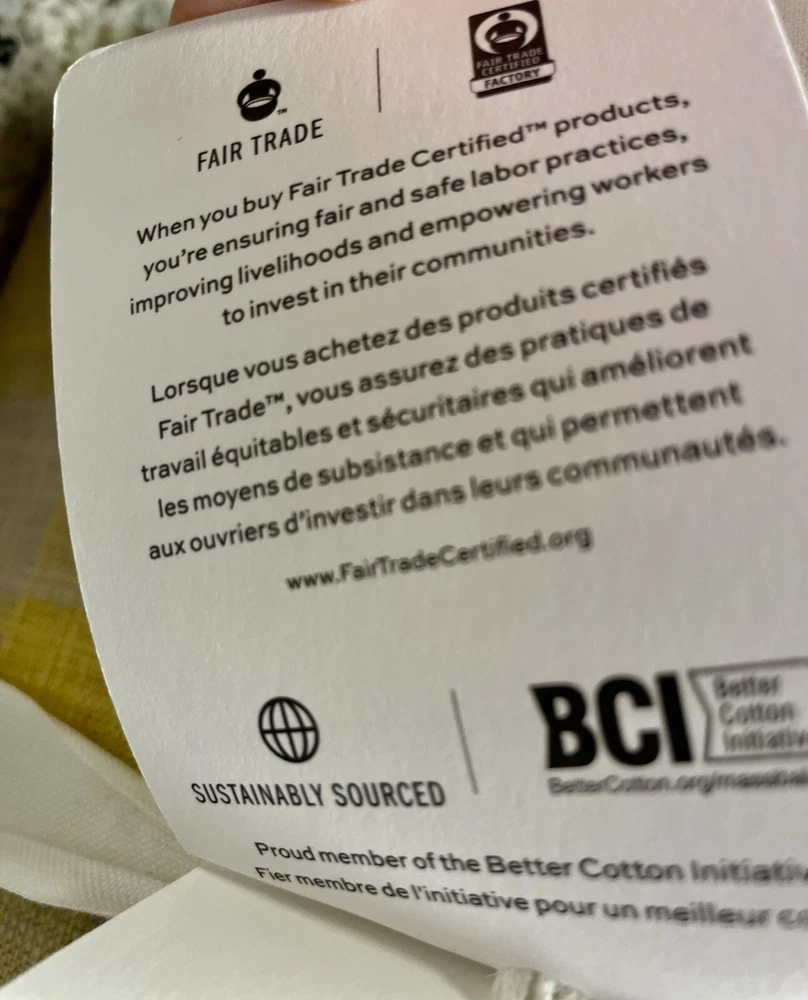 FAIR TRADE
FAIR TRADE
CERTIFIED
FACTORY
When you buy Fair Trade Certified™ products,
you're ensuring fair and safe labor practices,
improving livelihoods and empowering workers
to invest in their communities.
Lorsque vous achetez des produits certifiés
Fair Trade™, vous assurez des pratiques de
travail équitables et sécuritaires qui améliorent
les moyens de subsistance et qui permettent
aux ouvriers d'investir dans leurs communautés.
www.FairTradeCertified.org
SUSTAINABLY SOURCED
BCI
Better
Cotton
Initiativ
Proud member of the Better Cotton Initiativ
Fier membre de l'initiative pour un meilleur